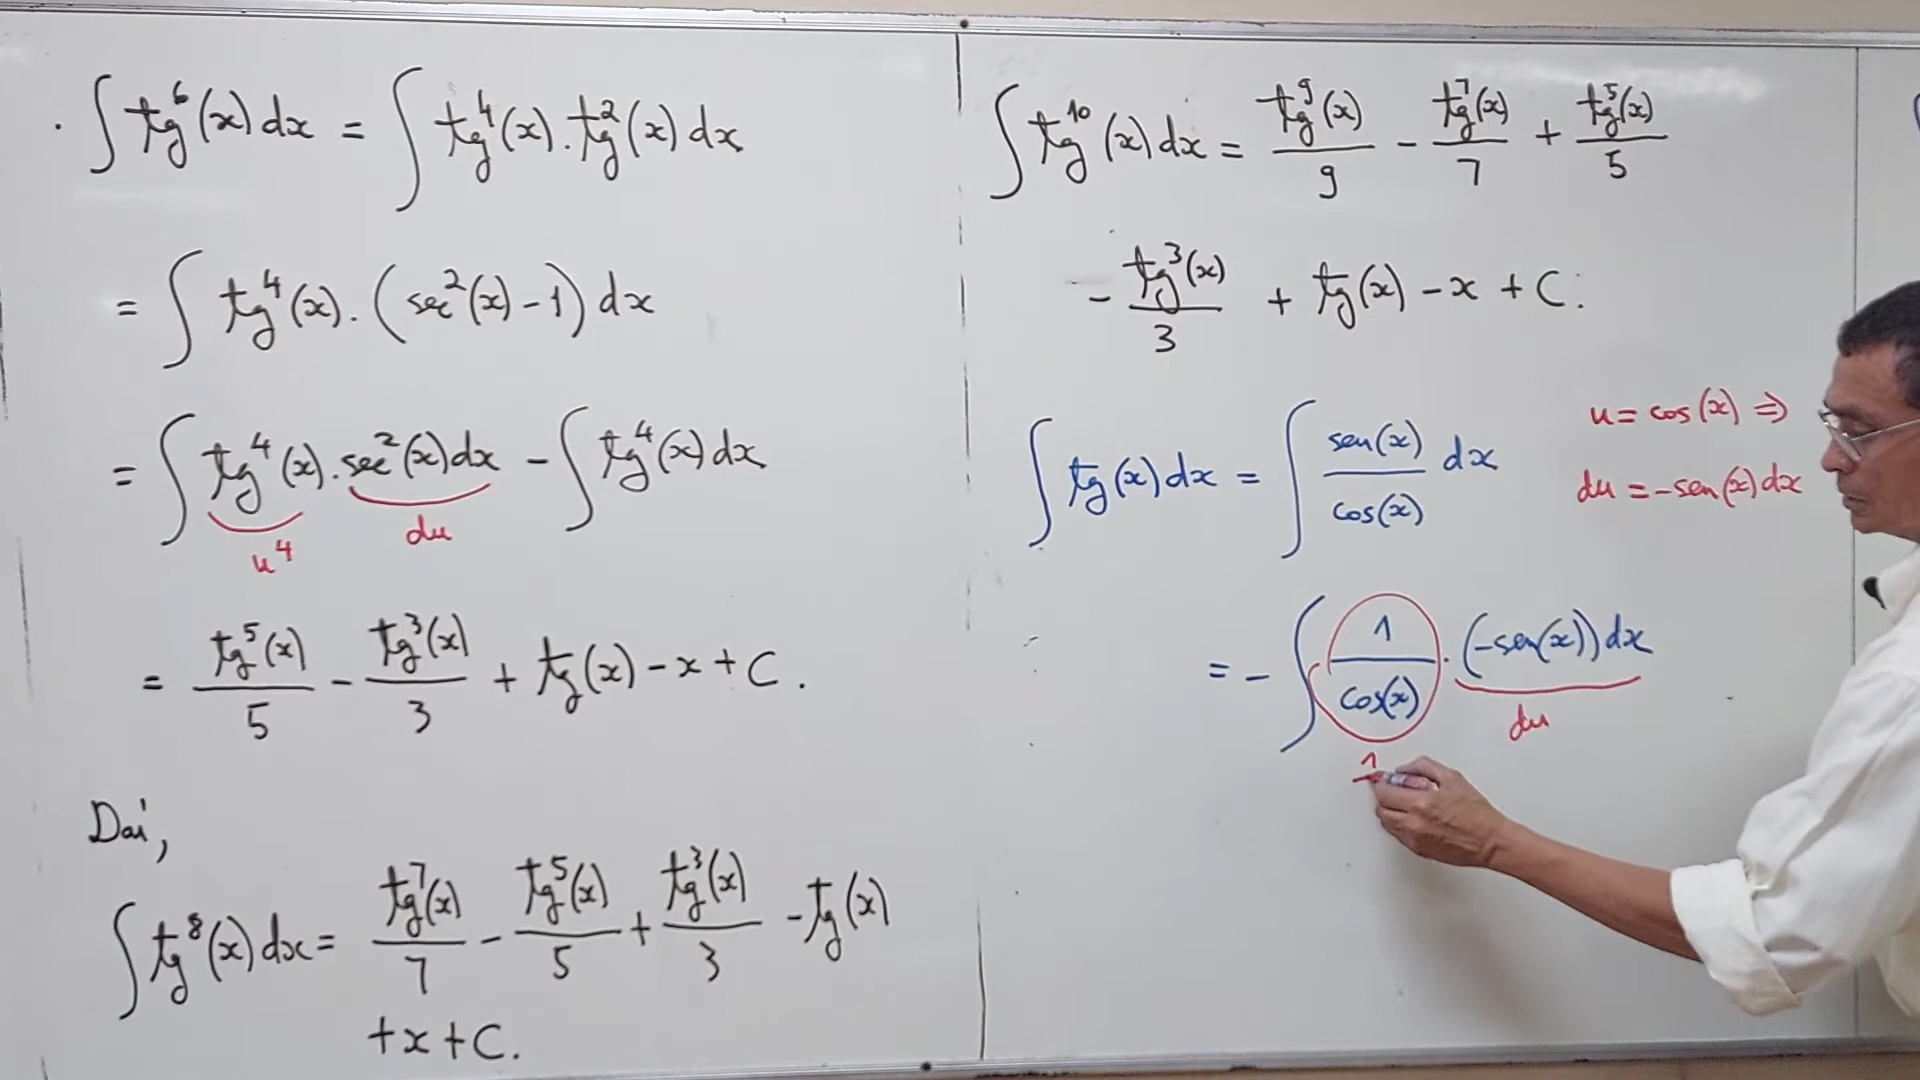 · ∫ tg⁶(x) dx = ∫ tg⁴(x) . tg²(x) dx
= ∫ tg⁴(x) . (sec²(x) - 1) dx
= ∫ tg⁴(x) . sec²(x) dx - ∫ tg⁴(x) dx
u⁴ du
= tg⁵(x)/5 - tg³(x)/3 + tg(x) - x + C .
Daí,
∫ tg⁸(x) dx = tg⁷(x)/7 - tg⁵(x)/5 + tg³(x)/3 - tg(x)
+ x + C.
∫ tg¹⁰(x) dx = tg⁹(x)/9 - tg⁷(x)/7 + tg⁵(x)/5
- tg³(x)/3 + tg(x) - x + C.
∫ tg(x) dx = ∫ sen(x)/cos(x) dx
u = cos(x) ⇒
du = -sen(x) dx
= - ∫ 1/cos(x) . (-sen(x)) dx
du
1